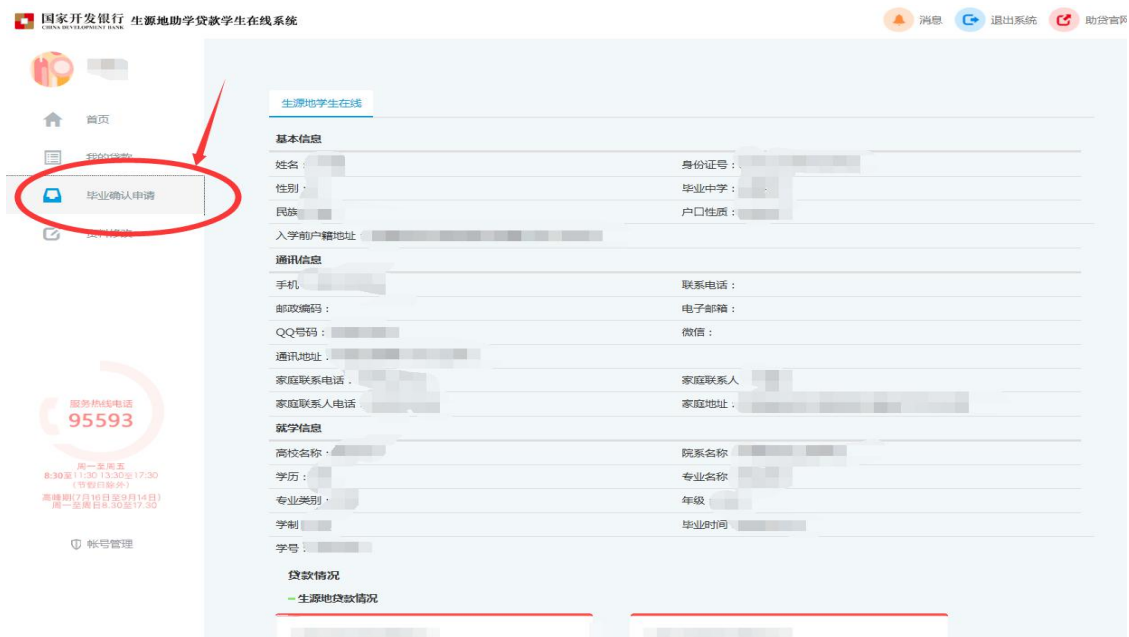 国家开发银行 生源地助学贷款学生在线系统
CHINA DEVELOPMENT BANK
消息 退出系统 助贷官网
首页
我的贷款
毕业确认申请
服务热线电话
95593
周一至周五
8:30至11:30 13:30至17:30
(节假日除外)
高峰期(7月16日至9月14日)
周一至周日8:30至17:30
帐号管理
生源地学生在线
基本信息
姓名: 身份证号:
性别: 毕业中学:
民族 户口性质:
入学前户籍地址
通讯信息
手机 联系电话:
邮政编码: 电子邮箱:
QQ号码: 微信:
通讯地址:
家庭联系电话: 家庭联系人
家庭联系人电话 家庭地址:
就学信息
高校名称: 院系名称
学历: 专业名称
专业类别: 年级
学制 毕业时间
学号:
贷款情况
生源地贷款情况